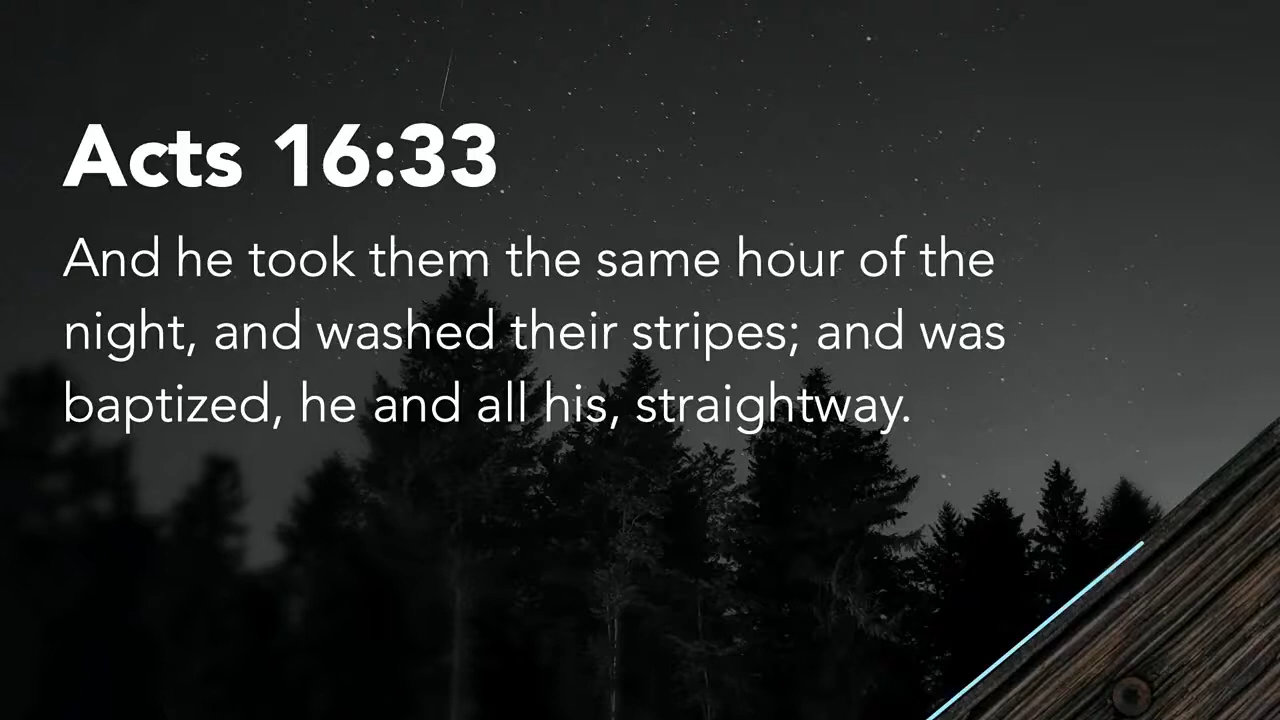 Acts 16:33
And he took them the same hour of the
night, and washed their stripes; and was
baptized, he and all his, straightway.